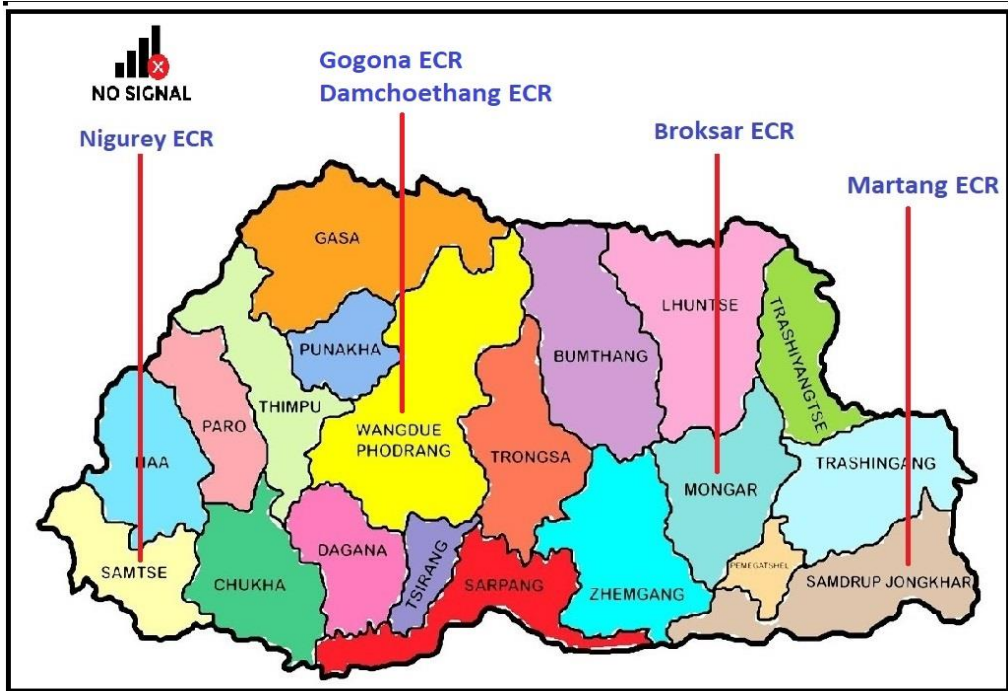 NO SIGNAL
Gogona ECR
Damchoethang ECR
Nigurey ECR
Broksar ECR
Martang ECR
GASA
PUNAKHA
THIMPU
PARO
HAA
SAMTSE
CHUKHA
DAGANA
TSIRANG
WANGDUE
PHODRANG
TRONGSA
SARPANG
BUMTHANG
ZHEMGANG
LHUNTSE
TRASHIYANGTSE
MONGAR
TRASHINGANG
PEMEGATSHEL
SAMDRUP JONGKHAR